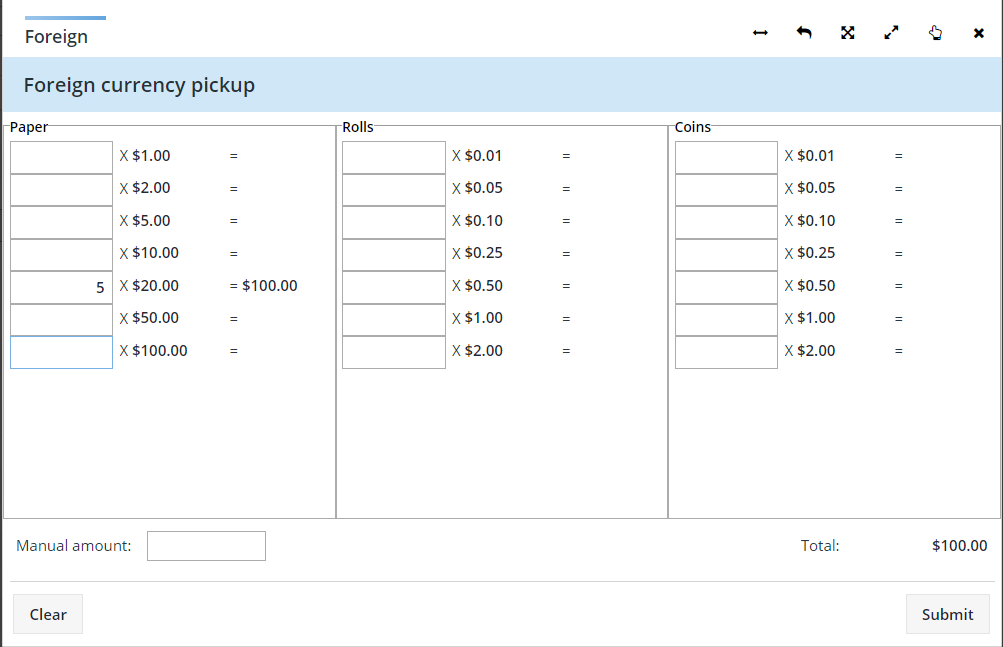 Foreign
Foreign currency pickup
Paper Rolls Coins
X $1.00 = X $0.01 = X $0.01 =
X $2.00 = X $0.05 = X $0.05 =
X $5.00 = X $0.10 = X $0.10 =
X $10.00 = X $0.25 = X $0.25 =
5 X $20.00 = $100.00 X $0.50 = X $0.50 =
X $50.00 = X $1.00 = X $1.00 =
X $100.00 = X $2.00 = X $2.00 =
Manual amount: Total: $100.00
Clear Submit